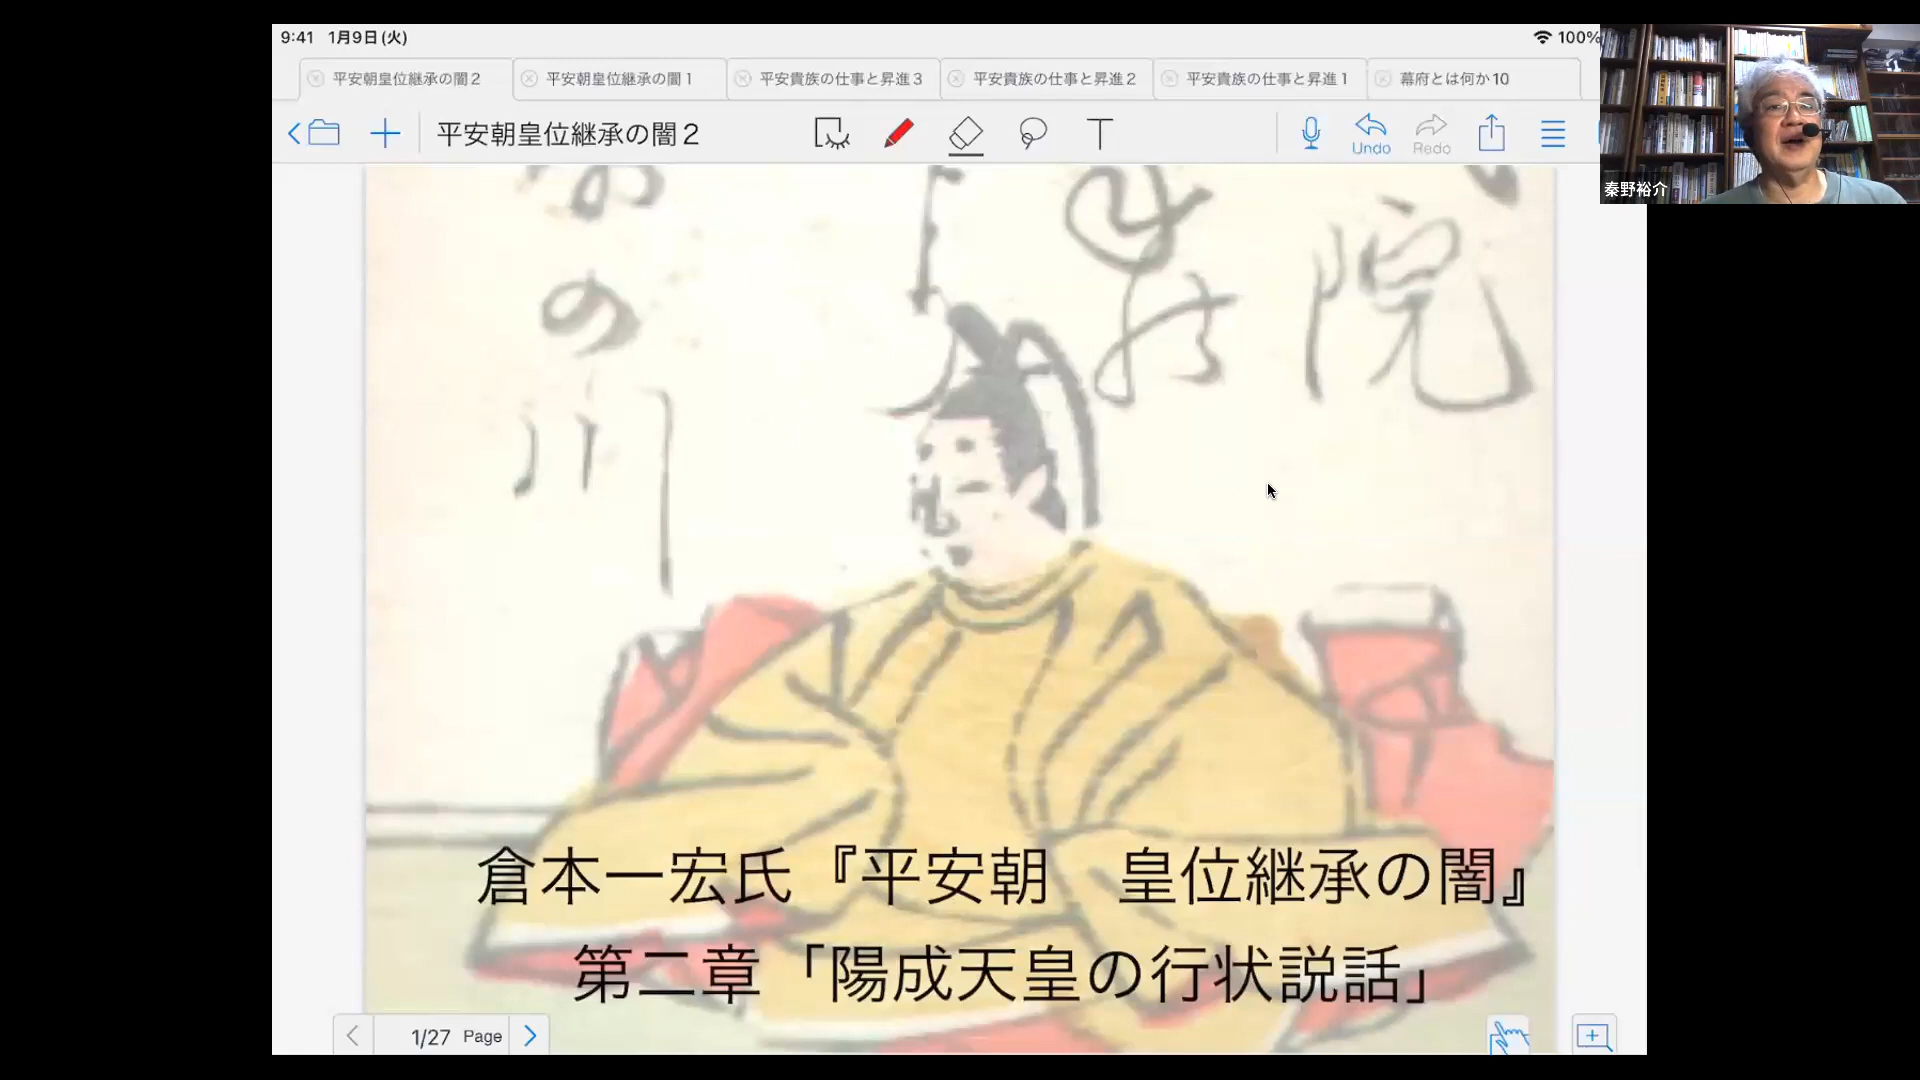 9:41 1月9日(火)
100%
平安朝皇位継承の闇2
平安朝皇位継承の闇1
平安貴族の仕事と昇進3
平安貴族の仕事と昇進2
平安貴族の仕事と昇進1
幕府とは何か10
平安朝皇位継承の闇2
T
Undo
Redo
秦野裕介
院
の
川
倉本一宏氏『平安朝　皇位継承の闇』
第二章「陽成天皇の行状説話」
1/27 Page